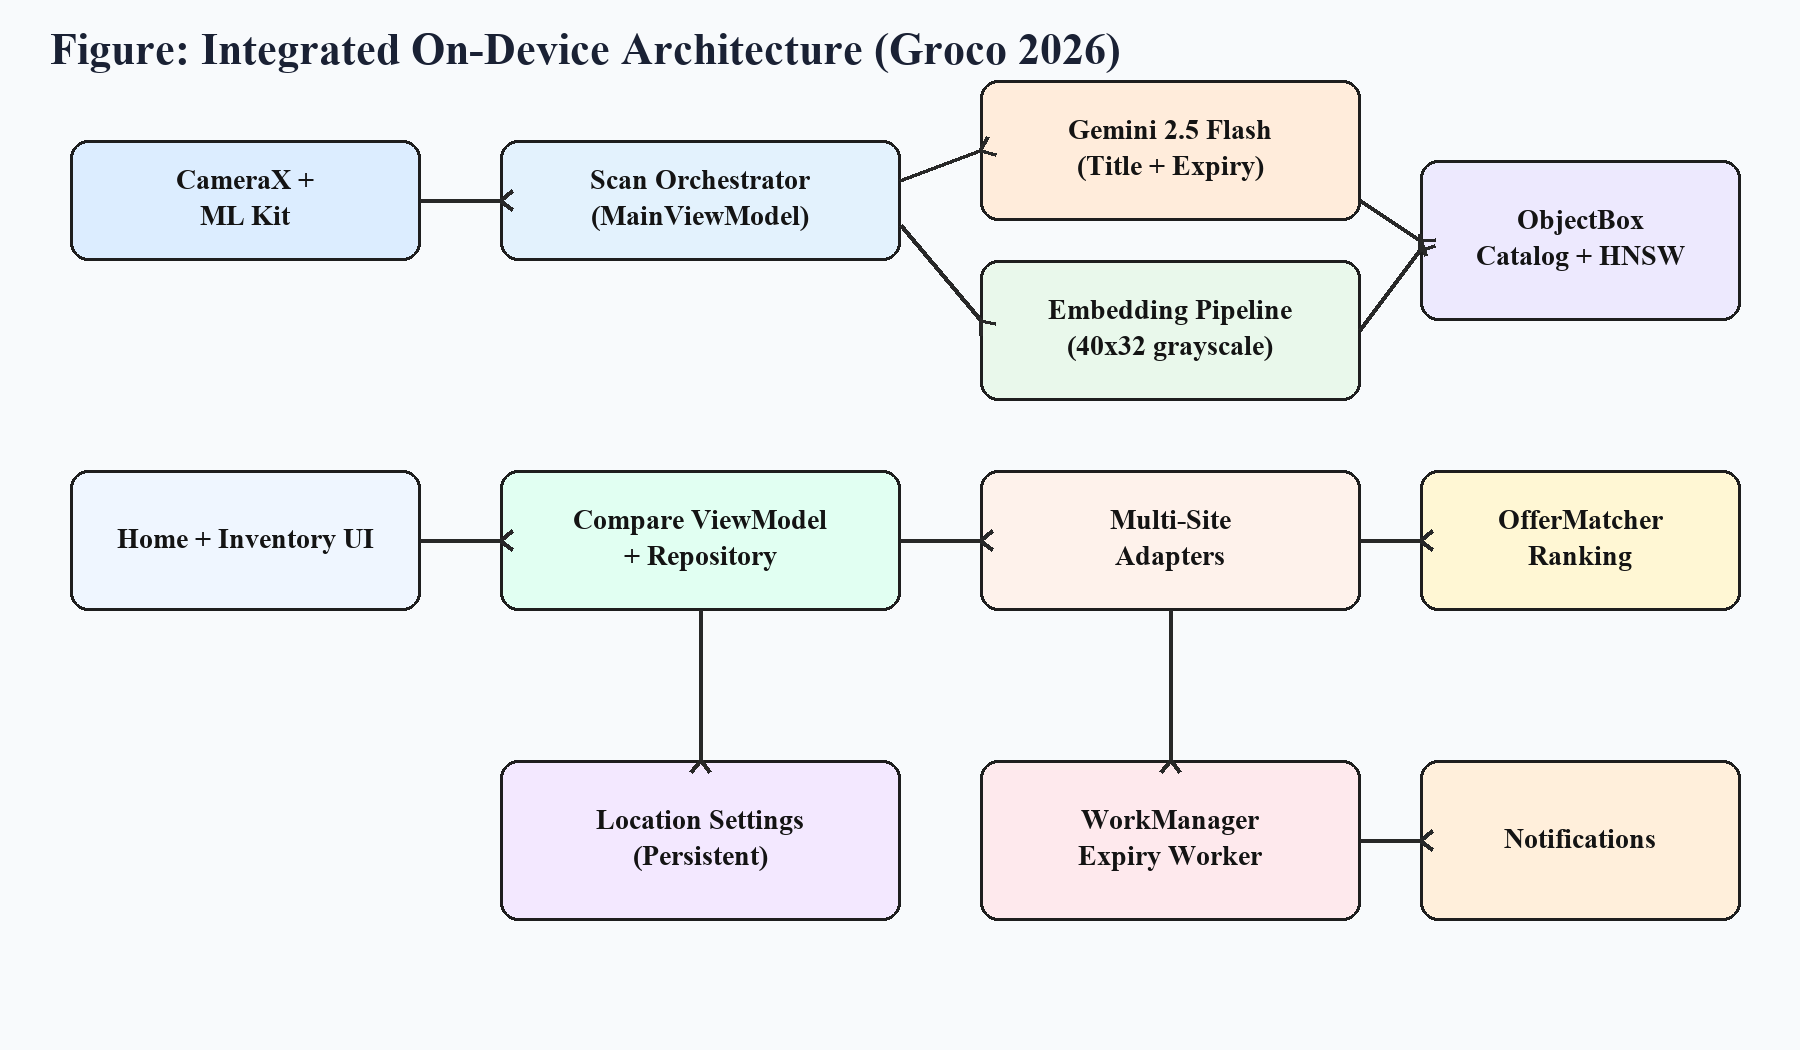 Figure: Integrated On-Device Architecture (Groco 2026)
CameraX +
ML Kit
Scan Orchestrator
(MainViewModel)
Gemini 2.5 Flash
(Title + Expiry)
Embedding Pipeline
(40x32 grayscale)
ObjectBox
Catalog + HNSW
Home + Inventory UI
Compare ViewModel
+ Repository
Multi-Site
Adapters
OfferMatcher
Ranking
Location Settings
(Persistent)
WorkManager
Expiry Worker
Notifications